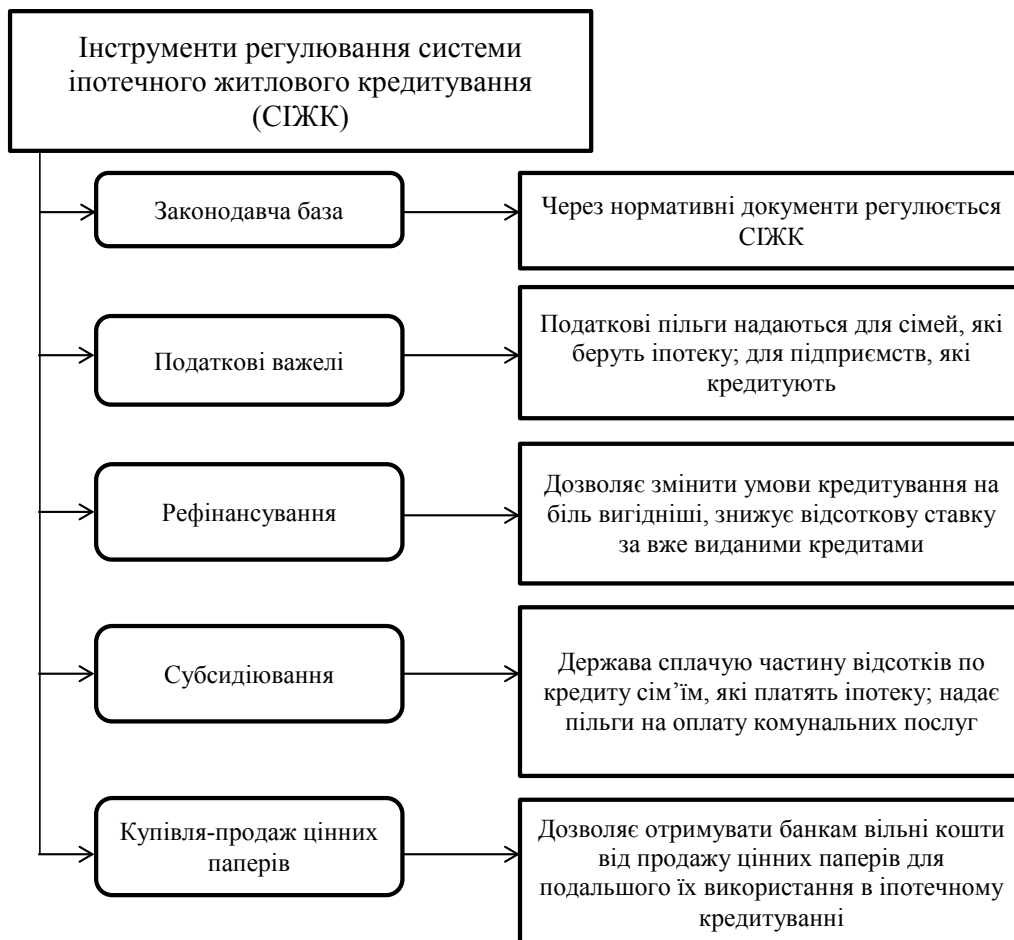 Інструменти регулювання системи
іпотечного житлового кредитування
(СІЖК)
Законодавча база
Через нормативні документи регулюється
СІЖК
Податкові важелі
Податкові пільги надаються для сімей, які
беруть іпотеку; для підприємств, які
кредитують
Рефінансування
Дозволяє змінити умови кредитування на
біль вигідніші, знижує відсоткову ставку
за вже виданими кредитами
Субсидіювання
Держава сплачую частину відсотків по
кредиту сім’їм, які платять іпотеку; надає
пільги на оплату комунальних послуг
Купівля-продаж цінних
паперів
Дозволяє отримувати банкам вільні кошти
від продажу цінних паперів для
подальшого їх використання в іпотечному
кредитуванні